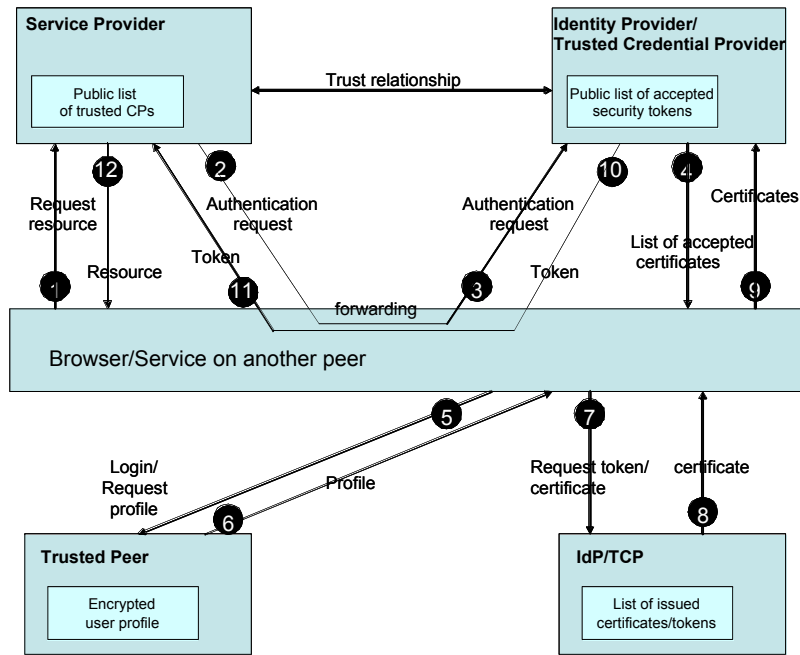 Service Provider
Public list
of trusted CPs
Trust relationship
Identity Provider/
Trusted Credential Provider
Public list of accepted
security tokens
12
2
10
4
Request
resource
Authentication
request
Authentication
request
Certificates
Resource
Token
Token
List of accepted
certificates
1
11
3
9
forwarding
Browser/Service on another peer
5
7
Login/
Request
profile
Profile
Request token/
certificate
certificate
6
8
Trusted Peer
Encrypted
user profile
IdP/TCP
List of issued
certificates/tokens